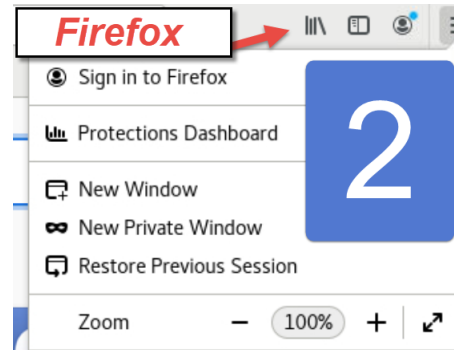 Firefox
Sign in to Firefox
Protections Dashboard
2
New Window
New Private Window
Restore Previous Session
Zoom
100%